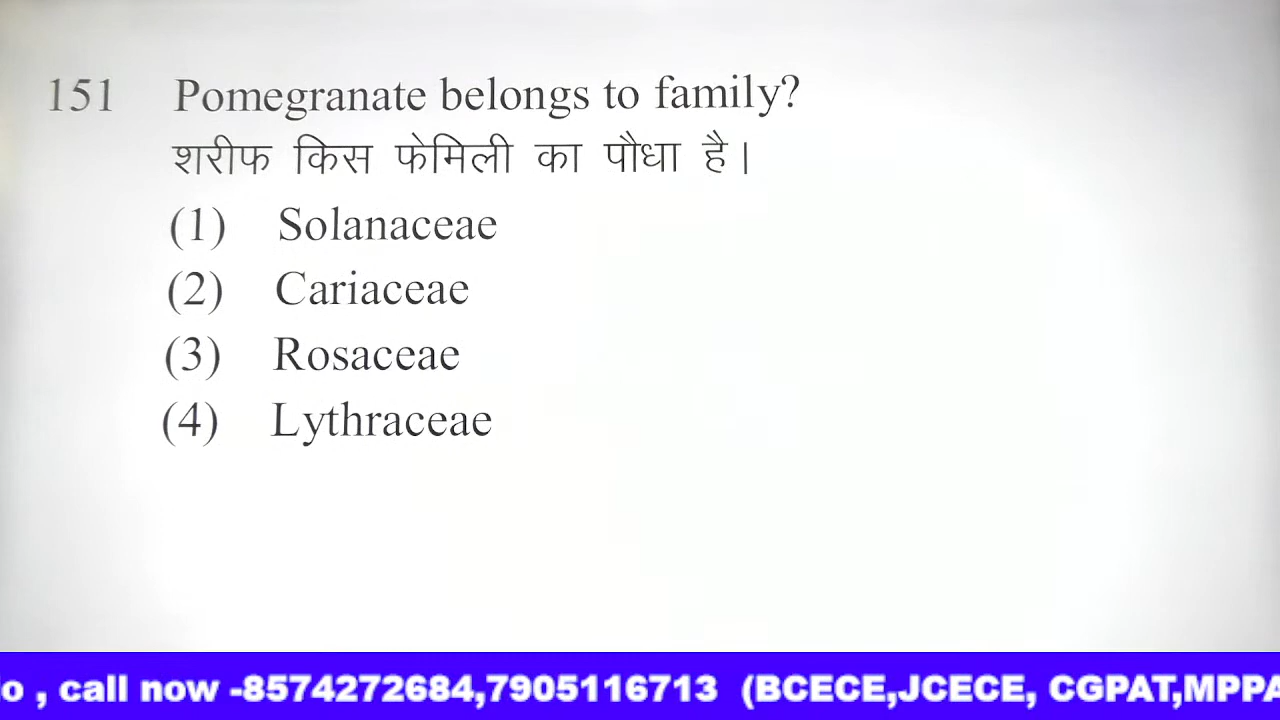 151 Pomegranate belongs to family?
शरीफ किस फेमिली का पौधा है।
(1) Solanaceae
(2) Cariaceae
(3) Rosaceae
(4) Lythraceae
o , call now -8574272684,7905116713 (BCECE,JCECE, CGPAT,MPPA